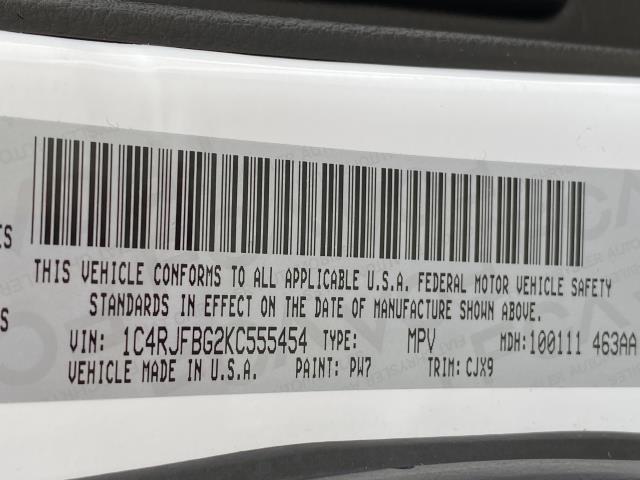 THIS VEHICLE CONFORMS TO ALL APPLICABLE U.S.A. FEDERAL MOTOR VEHICLE SAFETY
STANDARDS IN EFFECT ON THE DATE OF MANUFACTURE SHOWN ABOVE.
VIN: 1C4RJFBG2KC555454 TYPE: MPV MDH:100111 463AA
VEHICLE MADE IN U.S.A. PAINT: PW7 TRIM:CJX9